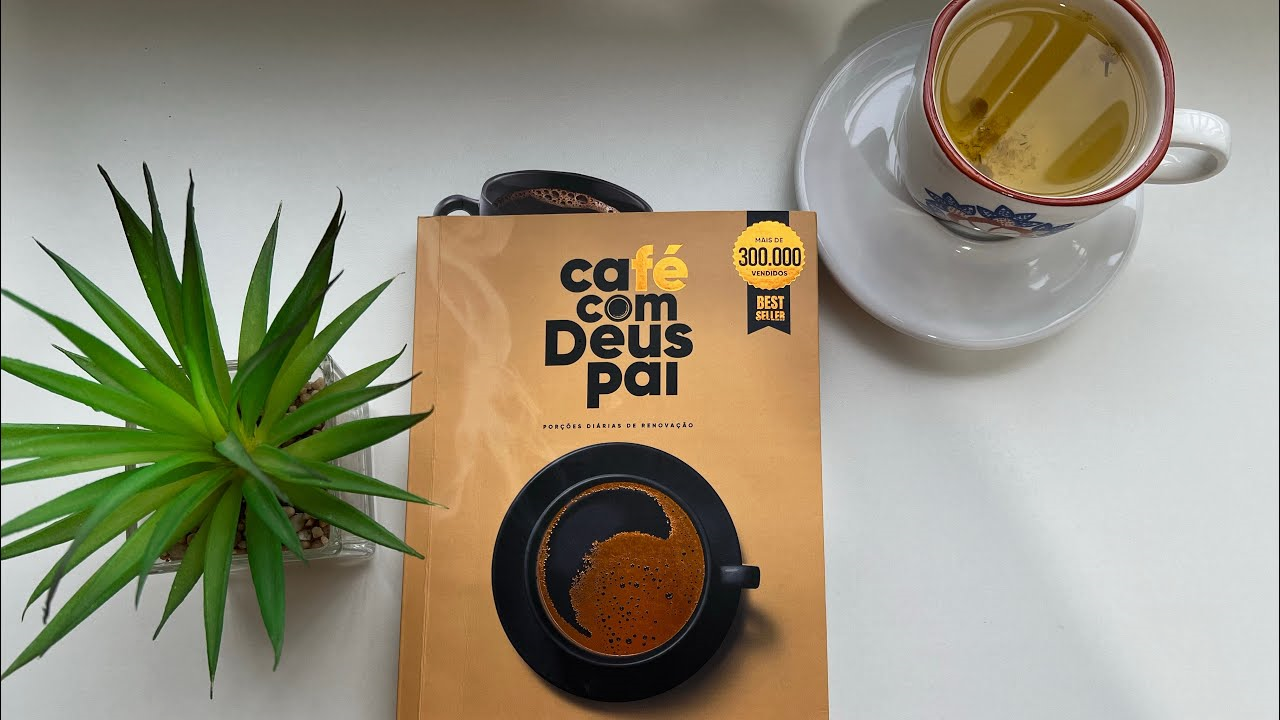 café
com
Deus
pai
PORÇÕES DIÁRIAS DE RENOVAÇÃO
MAIS DE
300.000
VENDIDOS
BEST
SELLER